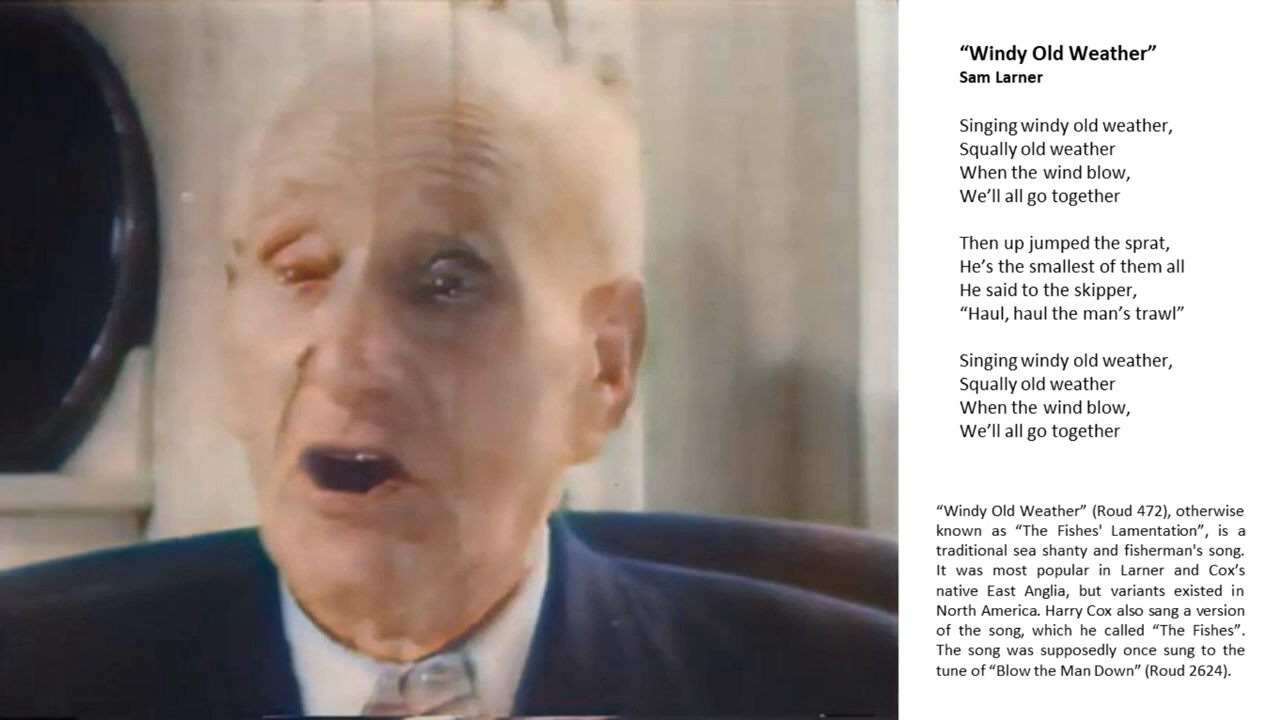 “Windy Old Weather”
Sam Larner
Singing windy old weather,
Squally old weather
When the wind blow,
We’ll all go together
Then up jumped the sprat,
He’s the smallest of them all
He said to the skipper,
“Haul, haul the man’s trawl”
Singing windy old weather,
Squally old weather
When the wind blow,
We’ll all go together
“Windy Old Weather” (Roud 472), otherwise
known as “The Fishes' Lamentation”, is a
traditional sea shanty and fisherman's song.
It was most popular in Larner and Cox’s
native East Anglia, but variants existed in
North America. Harry Cox also sang a version
of the song, which he called “The Fishes”.
The song was supposedly once sung to the
tune of “Blow the Man Down” (Roud 2624).